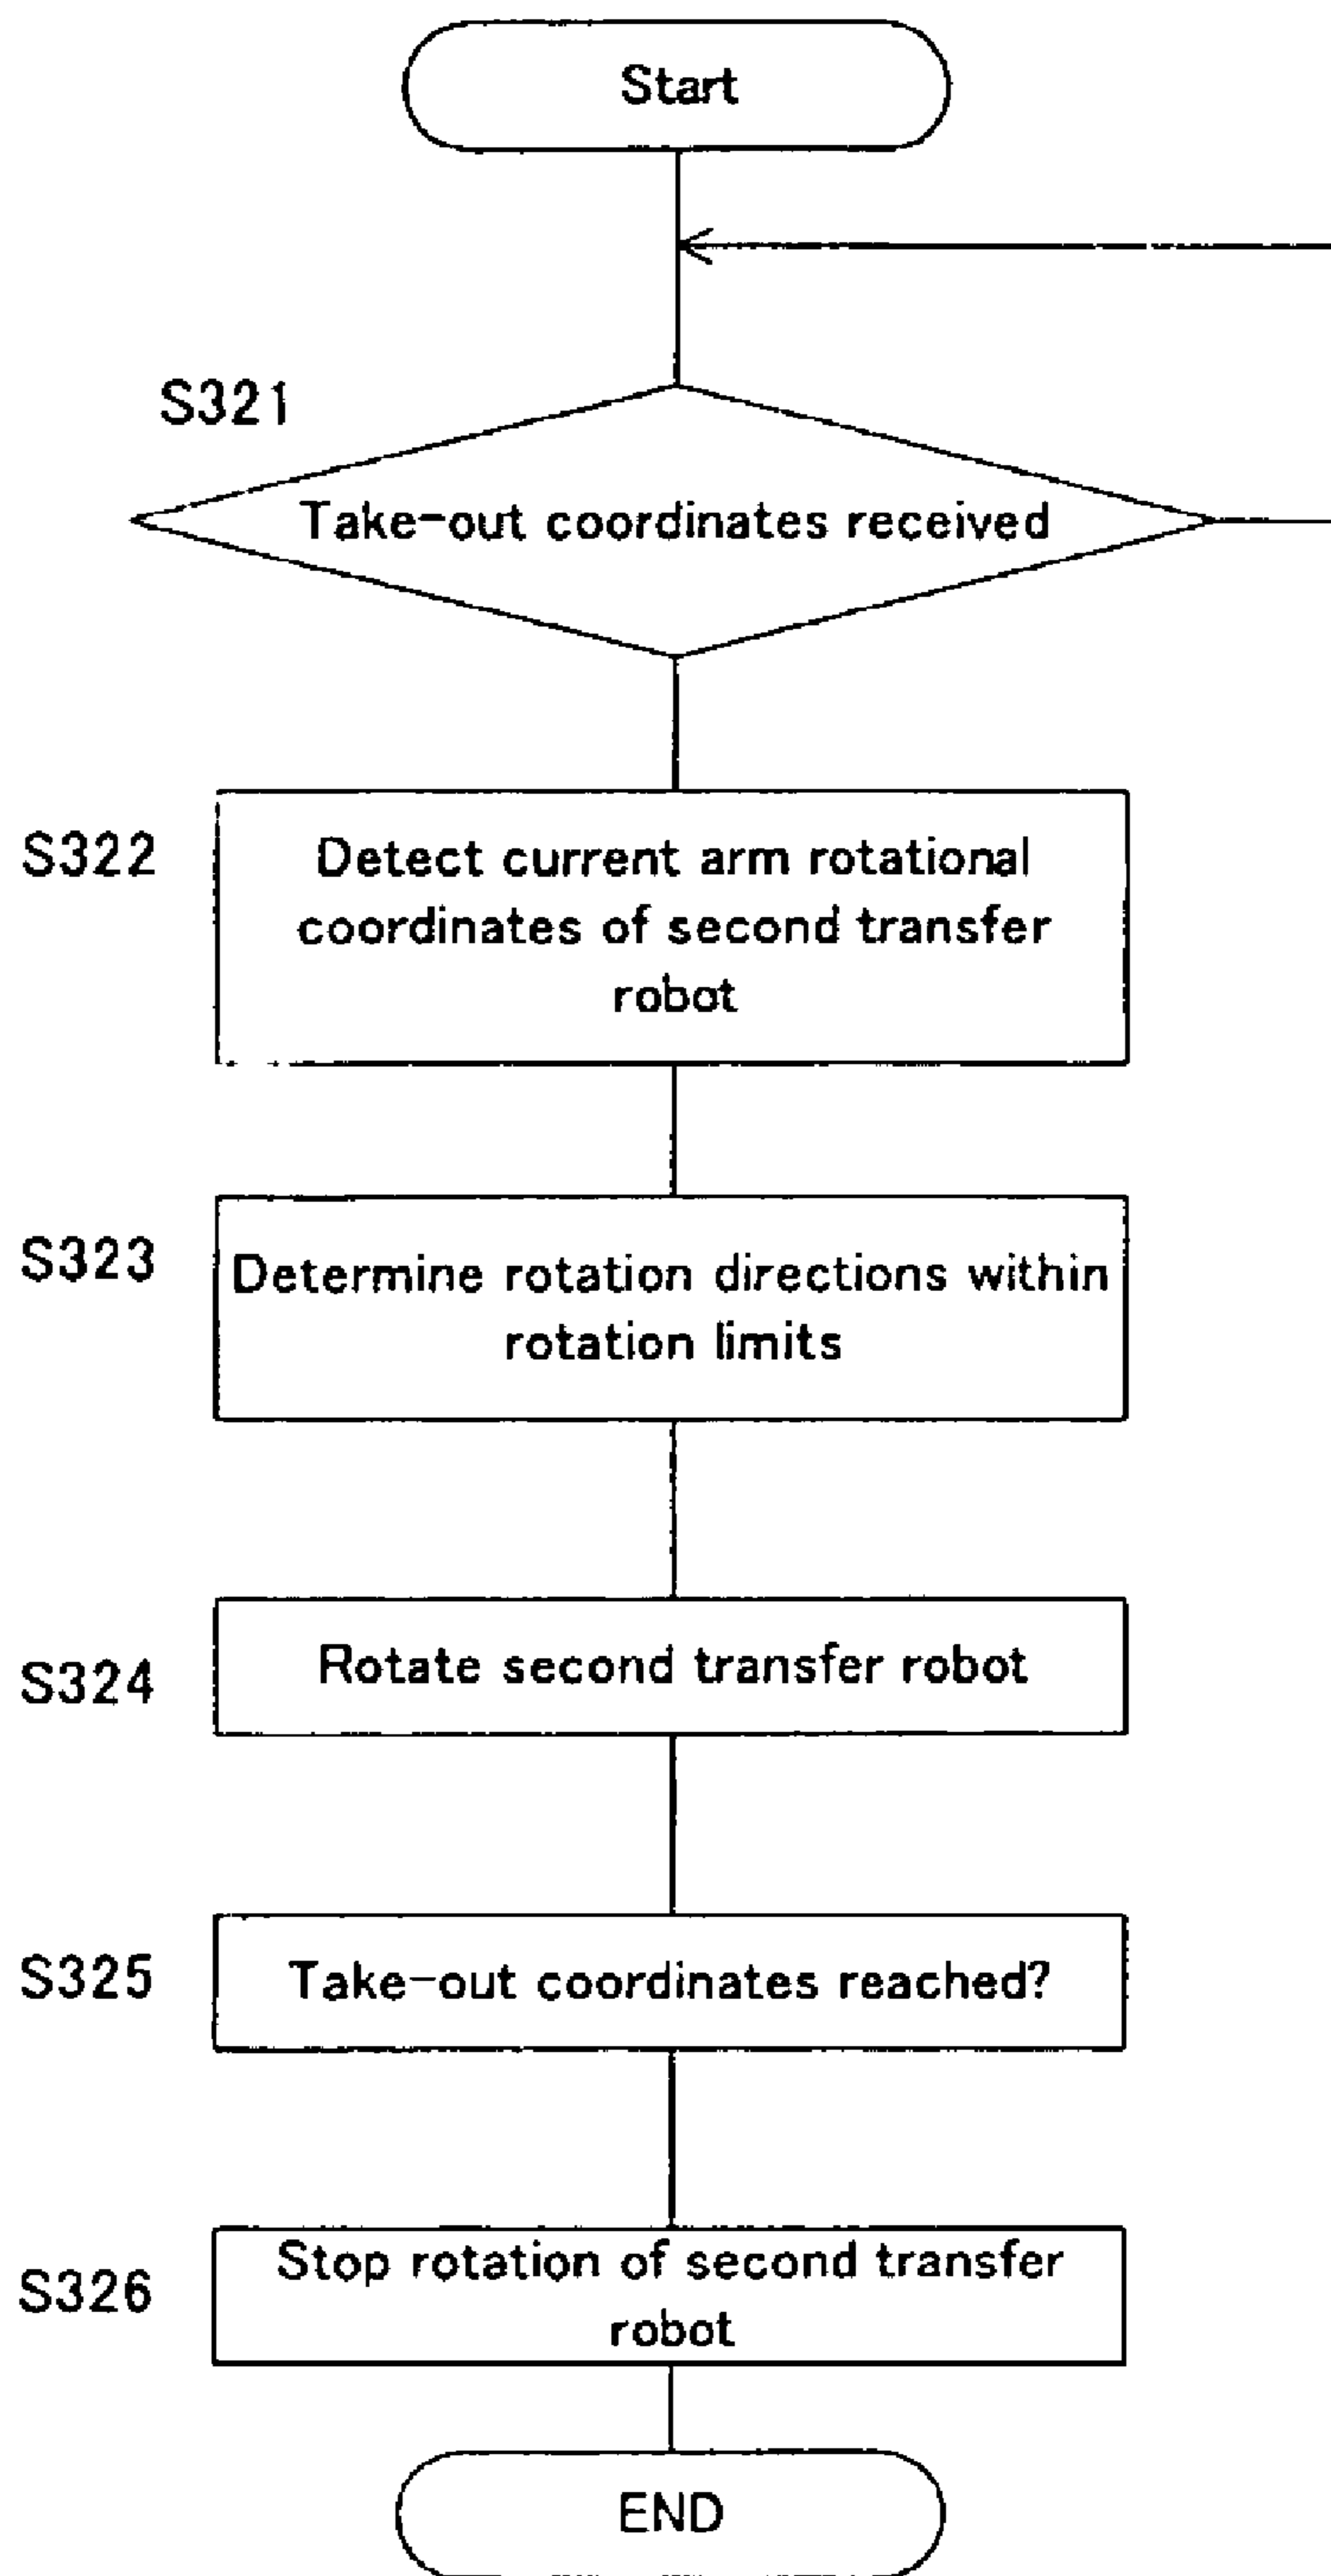 Start
S321
Take-out coordinates received
S322
Detect current arm rotational
coordinates of second transfer
robot
S323
Determine rotation directions within
rotation limits
S324
Rotate second transfer robot
S325
Take-out coordinates reached?
S326
Stop rotation of second transfer
robot
END